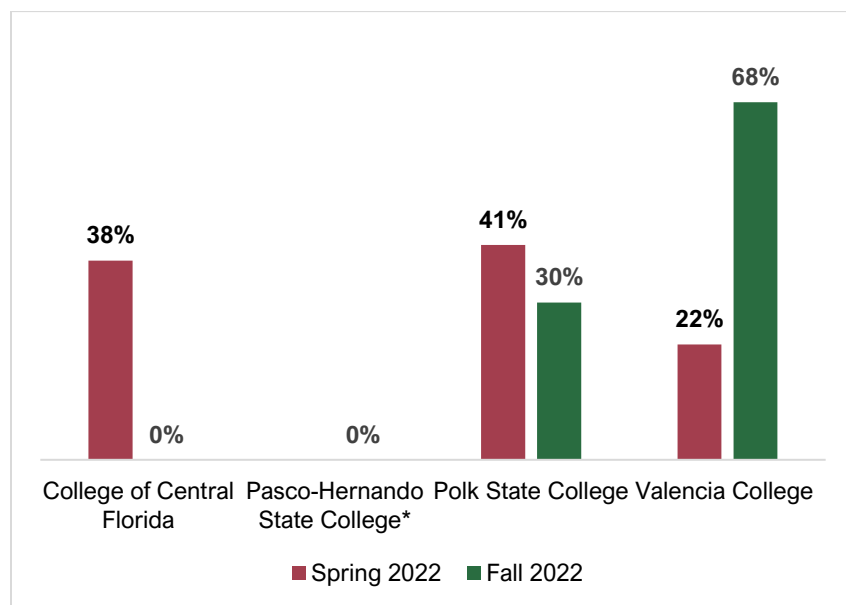 68%
41%
38%
30%
22%
0%
0%
College of Central Florida
Pasco-Hernando State College*
Polk State College
Valencia College
Spring 2022
Fall 2022